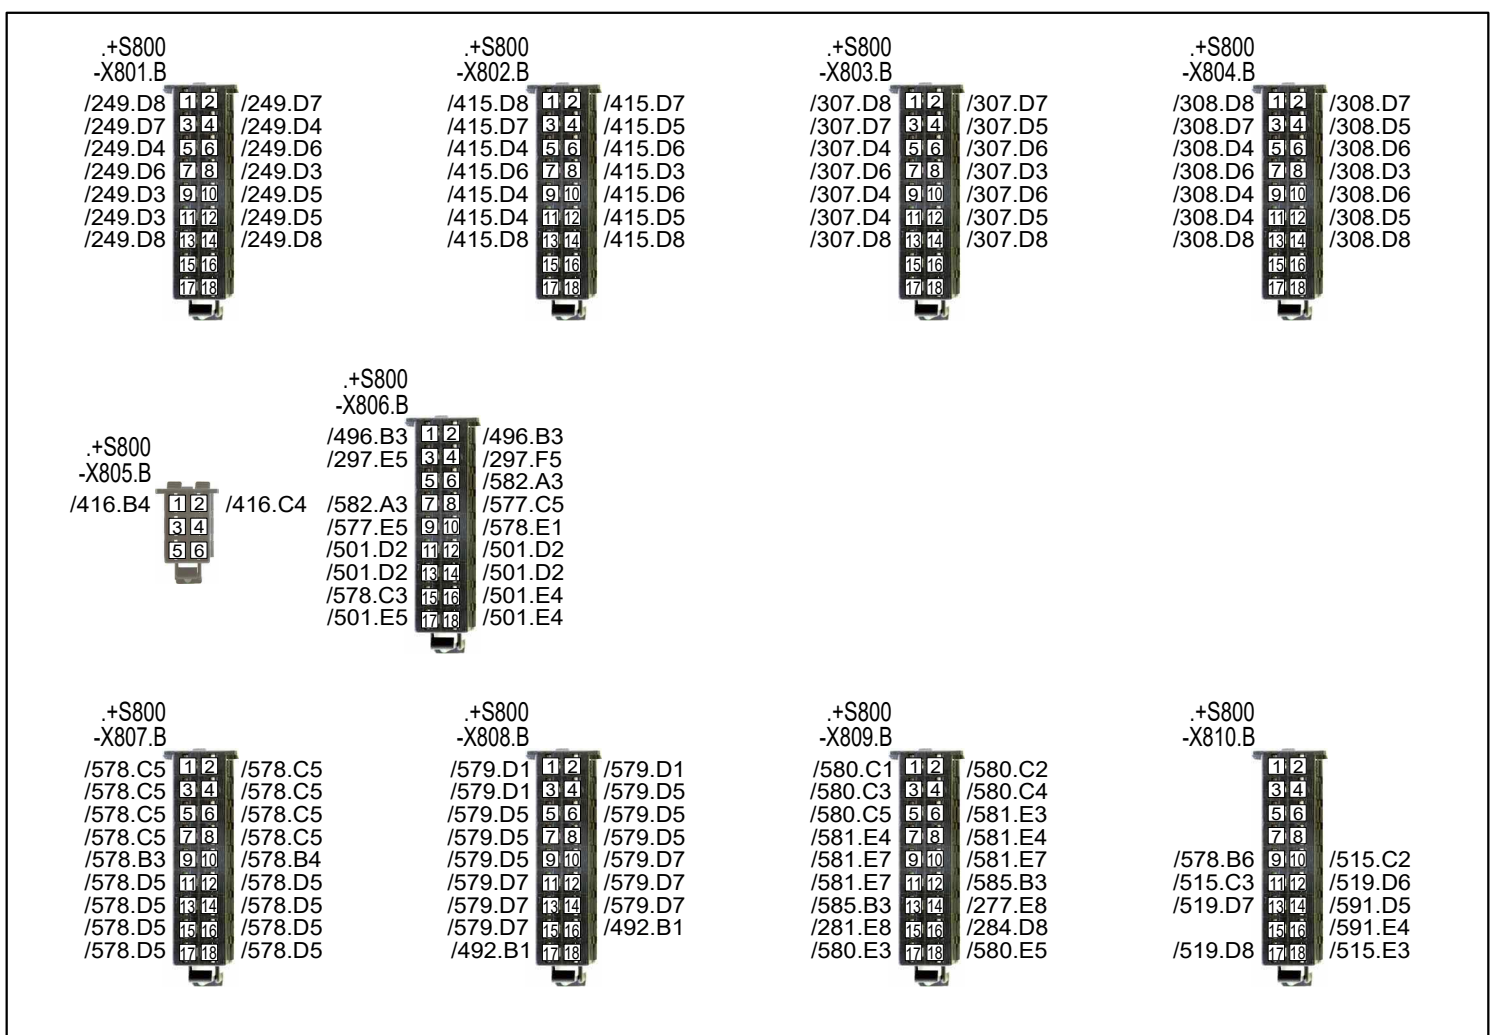 .+S800
-X801.B
/249.D8 1 2 /249.D7
/249.D7 3 4 /249.D4
/249.D4 5 6 /249.D6
/249.D6 7 8 /249.D3
/249.D3 9 10 /249.D5
/249.D3 11 12 /249.D5
/249.D8 13 14 /249.D8
15 16
17 18
.+S800
-X802.B
/415.D8 1 2 /415.D7
/415.D7 3 4 /415.D5
/415.D4 5 6 /415.D6
/415.D6 7 8 /415.D3
/415.D4 9 10 /415.D6
/415.D4 11 12 /415.D5
/415.D8 13 14 /415.D8
15 16
17 18
.+S800
-X803.B
/307.D8 1 2 /307.D7
/307.D7 3 4 /307.D5
/307.D4 5 6 /307.D6
/307.D6 7 8 /307.D3
/307.D4 9 10 /307.D6
/307.D4 11 12 /307.D5
/307.D8 13 14 /307.D8
15 16
17 18
.+S800
-X804.B
/308.D8 1 2 /308.D7
/308.D7 3 4 /308.D5
/308.D4 5 6 /308.D6
/308.D6 7 8 /308.D3
/308.D4 9 10 /308.D6
/308.D4 11 12 /308.D5
/308.D8 13 14 /308.D8
15 16
17 18
.+S800
-X805.B
/416.B4 1 2 /416.C4
3 4
5 6
.+S800
-X806.B
/496.B3 1 2 /496.B3
/297.E5 3 4 /297.F5
5 6 /582.A3
/582.A3 7 8 /577.C5
/577.E5 9 10 /578.E1
/501.D2 11 12 /501.D2
/501.D2 13 14 /501.D2
/578.C3 15 16 /501.E4
/501.E5 17 18 /501.E4
.+S800
-X807.B
/578.C5 1 2 /578.C5
/578.C5 3 4 /578.C5
/578.C5 5 6 /578.C5
/578.C5 7 8 /578.C5
/578.B3 9 10 /578.B4
/578.D5 11 12 /578.D5
/578.D5 13 14 /578.D5
/578.D5 15 16 /578.D5
/578.D5 17 18 /578.D5
.+S800
-X808.B
/579.D1 1 2 /579.D1
/579.D1 3 4 /579.D5
/579.D5 5 6 /579.D5
/579.D5 7 8 /579.D5
/579.D5 9 10 /579.D7
/579.D7 11 12 /579.D7
/579.D7 13 14 /579.D7
/579.D7 15 16 /492.B1
/492.B1 17 18
.+S800
-X809.B
/580.C1 1 2 /580.C2
/580.C3 3 4 /580.C4
/580.C5 5 6 /581.E3
/581.E4 7 8 /581.E4
/581.E7 9 10 /581.E7
/581.E7 11 12 /585.B3
/585.B3 13 14 /277.E8
/281.E8 15 16 /284.D8
/580.E3 17 18 /580.E5
.+S800
-X810.B
1 2
3 4
5 6
7 8
/578.B6 9 10 /515.C2
/515.C3 11 12 /519.D6
/519.D7 13 14 /591.D5
15 16 /591.E4
/519.D8 17 18 /515.E3